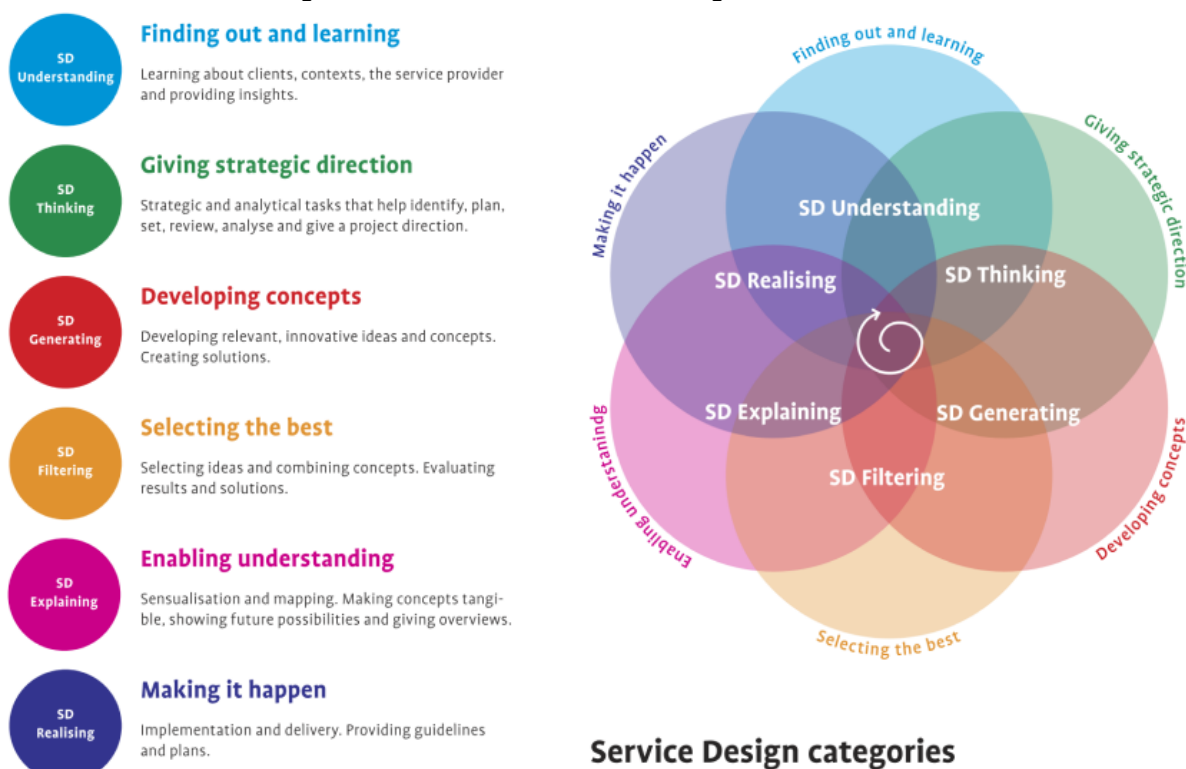 SD
Understanding
Finding out and learning
Learning about clients, contexts, the service provider
and providing insights.
SD
Thinking
Giving strategic direction
Strategic and analytical tasks that help identify, plan,
set, review, analyse and give a project direction.
SD
Generating
Developing concepts
Developing relevant, innovative ideas and concepts.
Creating solutions.
SD
Filtering
Selecting the best
Selecting ideas and combining concepts. Evaluating
results and solutions.
SD
Explaining
Enabling understanding
Sensualisation and mapping. Making concepts tangi-
ble, showing future possibilities and giving overviews.
SD
Realising
Making it happen
Implementation and delivery. Providing guidelines
and plans.
Finding out and learning
Giving strategic direction
Making it happen
SD Understanding
SD Realising
SD Thinking
SD Explaining
SD Generating
SD Filtering
Enabling understaninpg
Developing concepts
Selecting the best
Service Design categories